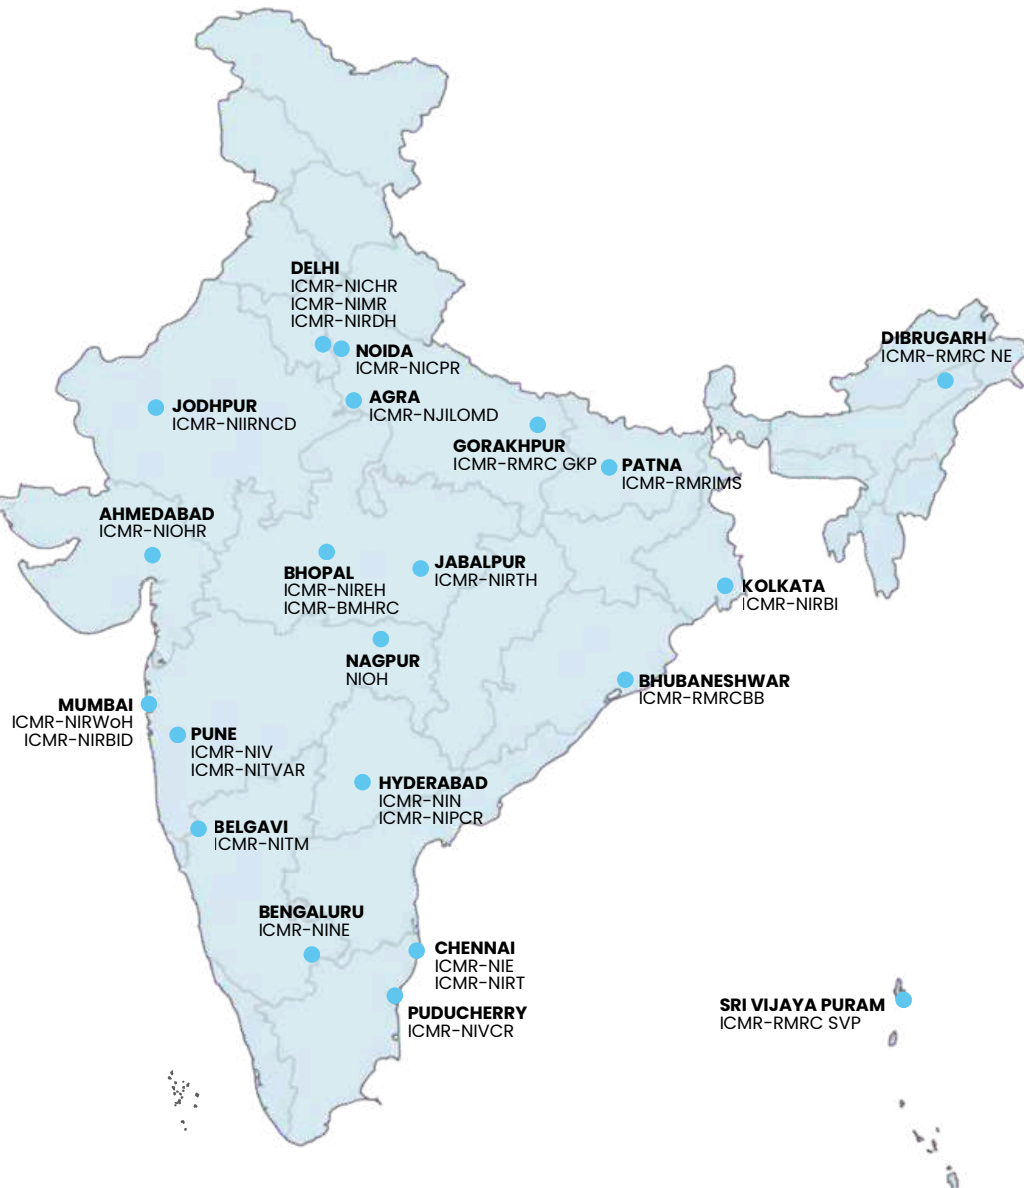 DELHI
ICMR-NICHR
ICMR-NIMR
ICMR-NIRDH
NOIDA
ICMR-NICPR
DIBRUGARH
ICMR-RMRC NE
AGRA
ICMR-NJILOMD
JODHPUR
ICMR-NIIRNCD
GORAKHPUR
ICMR-RMRC GKP
PATNA
ICMR-RMRIMS
AHMEDABAD
ICMR-NIOHR
BHOPAL
ICMR-NIREH
ICMR-BMHRC
JABALPUR
ICMR-NIRTH
KOLKATA
ICMR-NIRBI
NAGPUR
NIOH
BHUBANESHWAR
ICMR-RMRCBB
MUMBAI
ICMR-NIRWoH
ICMR-NIRBID
PUNE
ICMR-NIV
ICMR-NITVAR
HYDERABAD
ICMR-NIN
ICMR-NIPCR
BELGAVI
ICMR-NITM
BENGALURU
ICMR-NINE
CHENNAI
ICMR-NIE
ICMR-NIRT
PUDUCHERRY
ICMR-NIVCR
SRI VIJAYA PURAM
ICMR-RMRC SVP